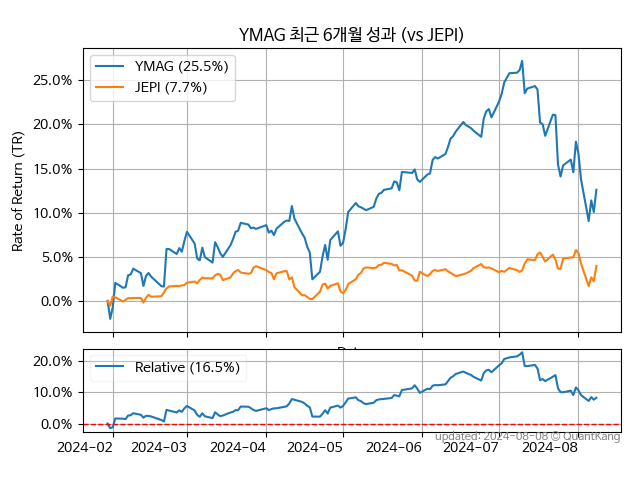 YMAG 최근 6개월 성과 (vs JEPI)
YMAG (25.5%)
JEPI (7.7%)
Rate of Return (TR)
25.0%
20.0%
15.0%
10.0%
5.0%
0.0%
Relative (16.5%)
20.0%
10.0%
0.0%
2024-02
2024-03
2024-04
2024-05
2024-06
2024-07
2024-08
updated: 2024-08-08 © QuantKang